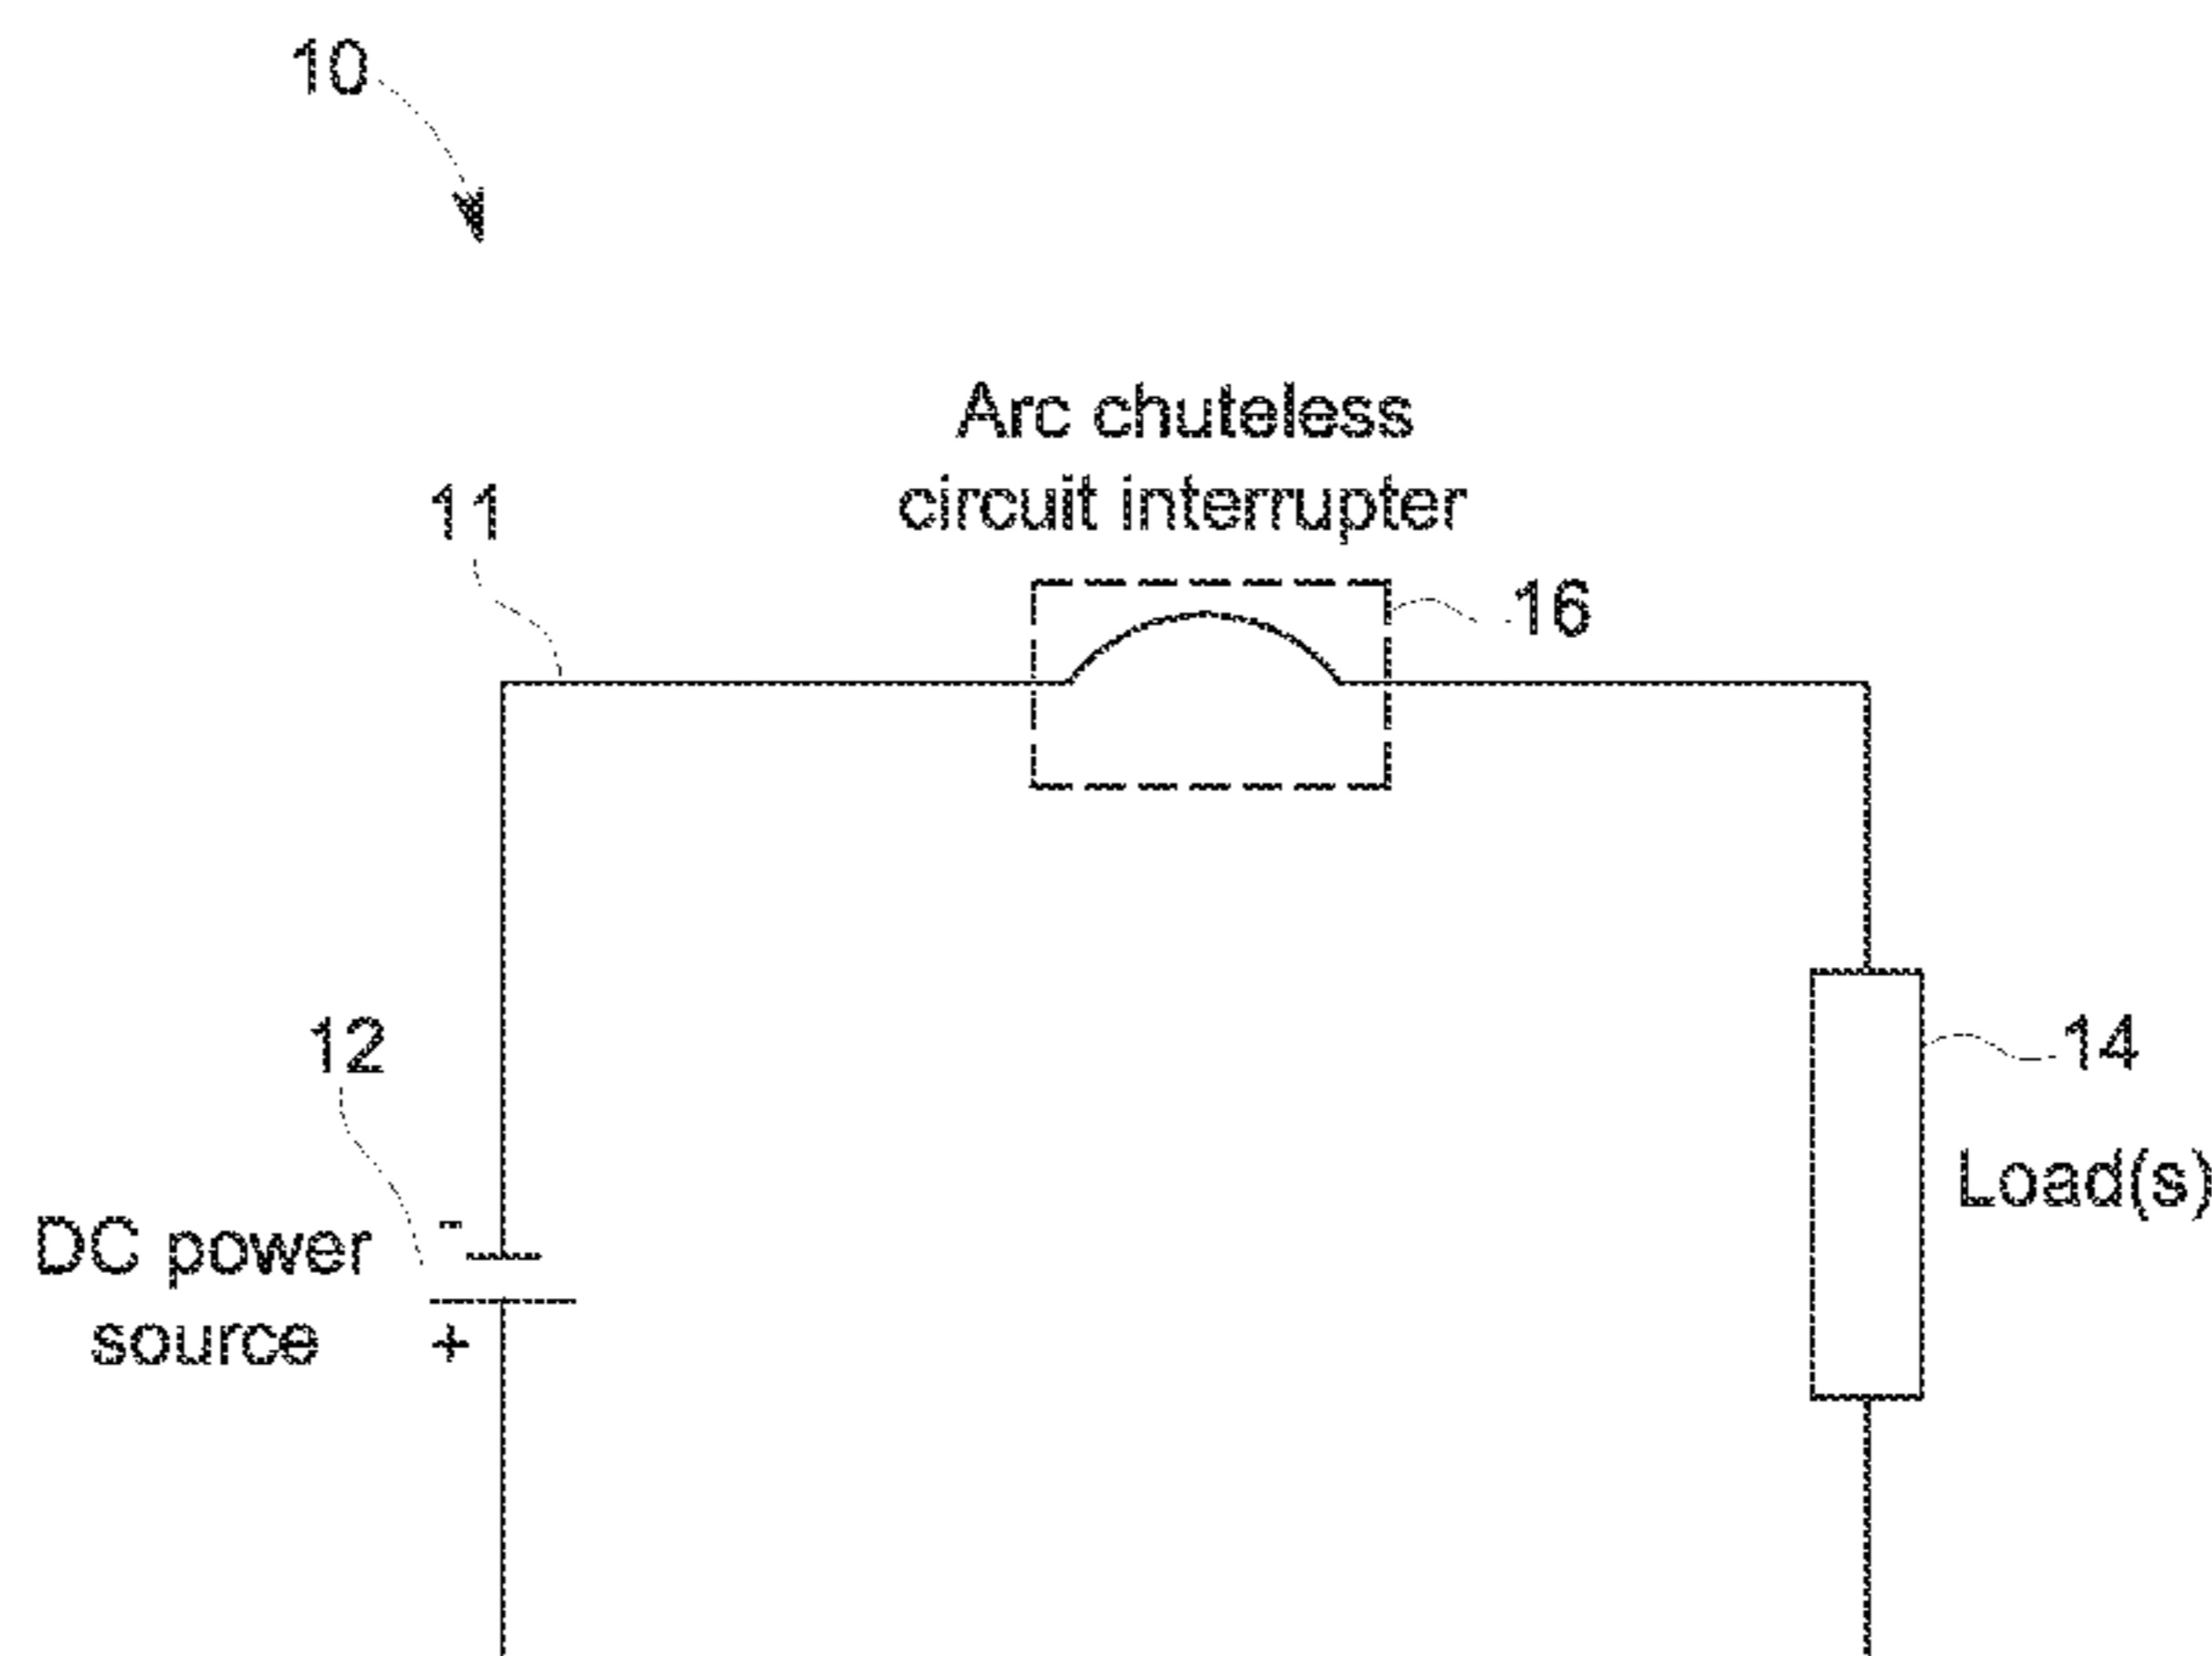 10
Arc chuteless
circuit interrupter
11
16
12
14
Load(s)
DC power
source
-
+